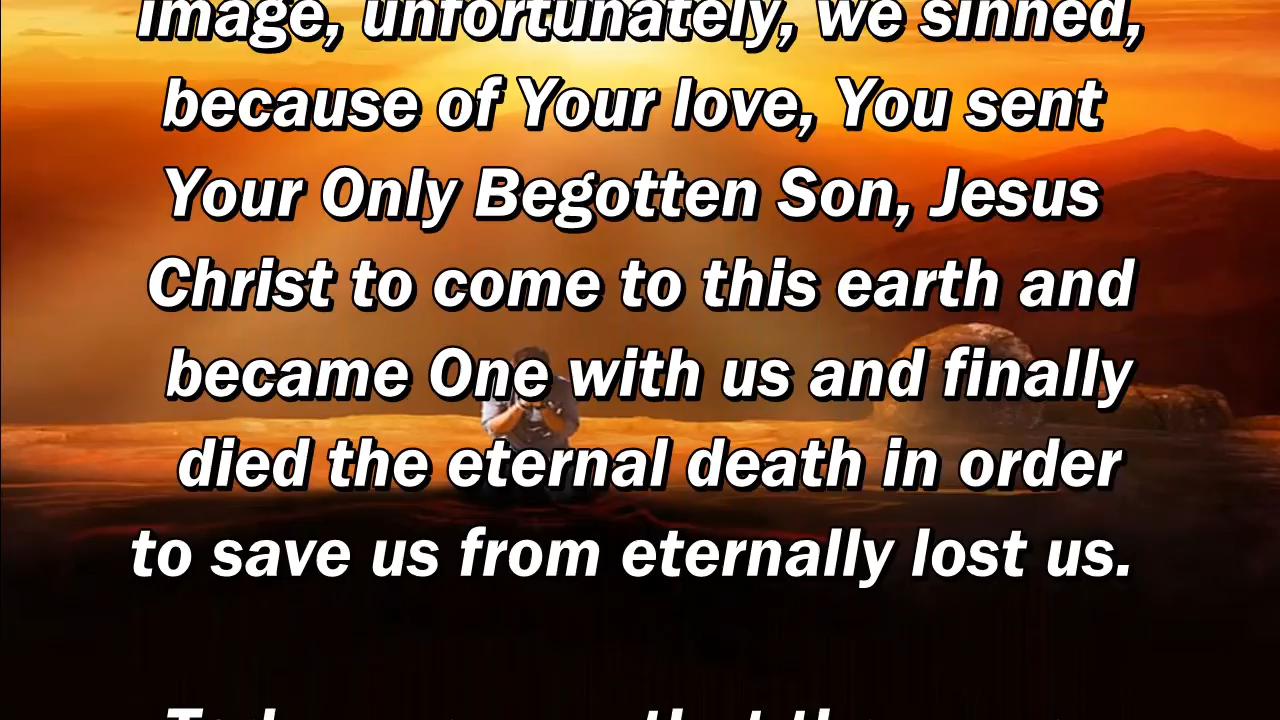 image, unfortunately, we sinned,
because of Your love, You sent
Your Only Begotten Son, Jesus
Christ to come to this earth and
became One with us and finally
died the eternal death in order
to save us from eternally lost us.
that